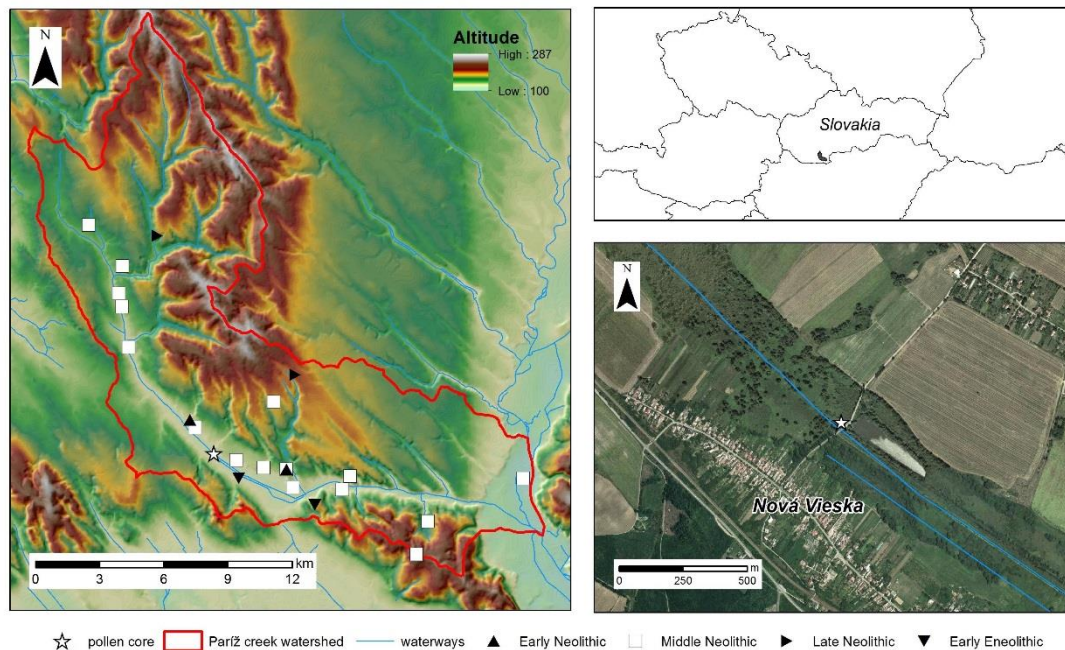 N
Altitude
High : 287
Low : 100
km
0 3 6 9 12
Slovakia
N
Nová Vieska
m
0 250 500
pollen core Paríž creek watershed waterways Early Neolithic Middle Neolithic Late Neolithic Early Eneolithic